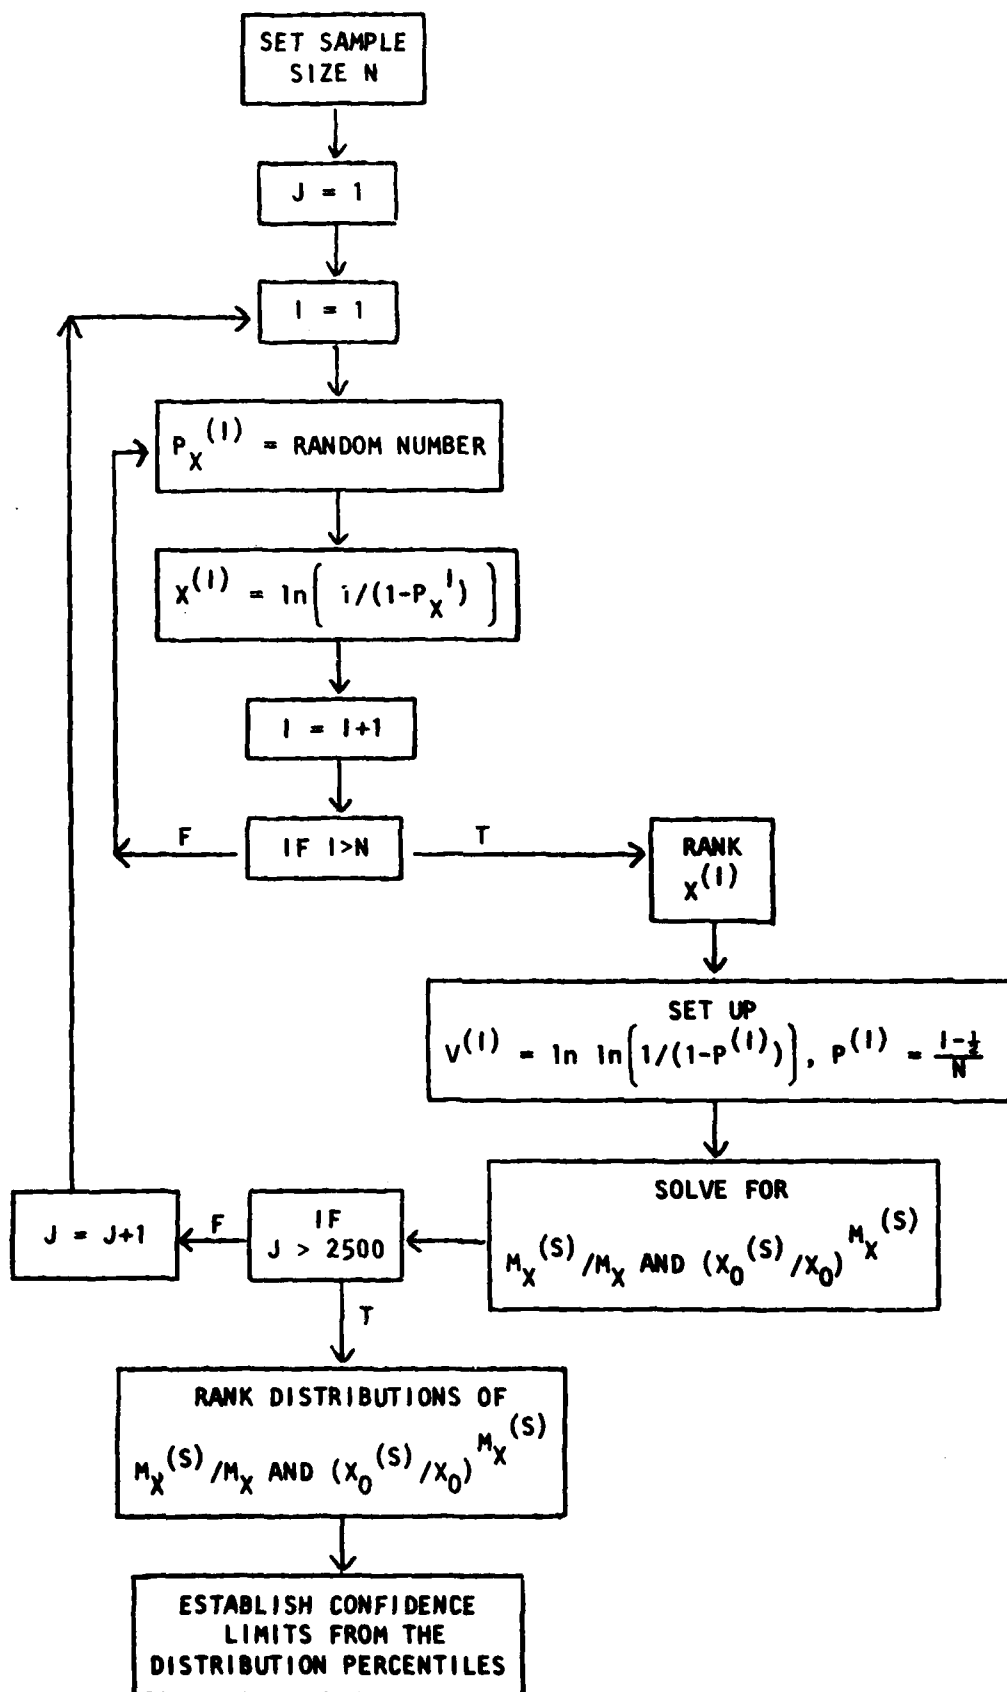 SET SAMPLE
SIZE N
J = 1
I = 1
P_X^(I) = RANDOM NUMBER
X^(I) = ln( i/(1-P_X^I) )
I = I+1
IF I>N
F
T
RANK
X^(I)
SET UP
V^(I) = ln ln(1/(1-P^(I))), P^(I) = (I-½)/N
SOLVE FOR
M_X^(S)/M_X AND (X_0^(S)/X_0)^M_X^(S)
IF
J > 2500
F
J = J+1
T
RANK DISTRIBUTIONS OF
M_X^(S)/M_X AND (X_0^(S)/X_0)^M_X^(S)
ESTABLISH CONFIDENCE
LIMITS FROM THE
DISTRIBUTION PERCENTILES